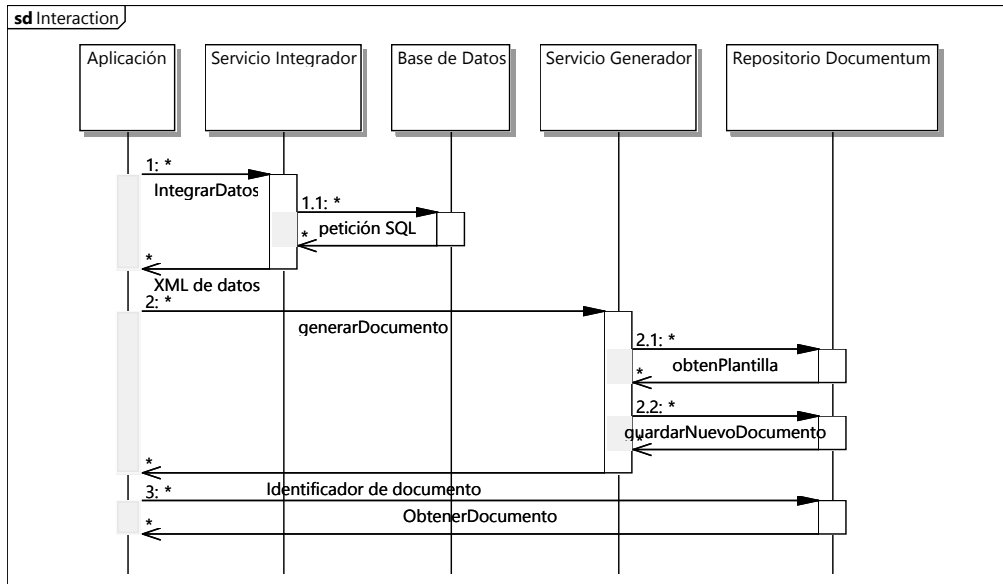 sd Interaction
Aplicación
Servicio Integrador
Base de Datos
Servicio Generador
Repositorio Documentum
1: *
IntegrarDatos
1.1: *
petición SQL
*
*
XML de datos
2: *
generarDocumento
2.1: *
obtenPlantilla
*
2.2: *
guardarNuevoDocumento
*
*
Identificador de documento
3: *
ObtenerDocumento
*